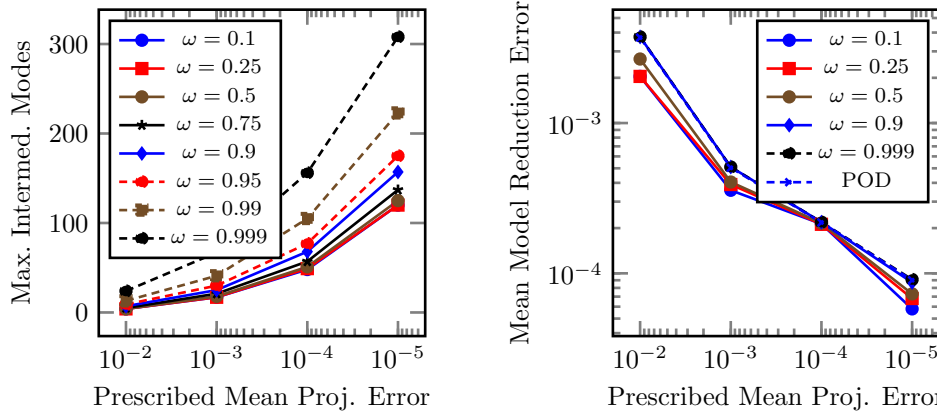 Max. Intermed. Modes
300
200
100
0
10⁻²
10⁻³
10⁻⁴
10⁻⁵
Prescribed Mean Proj. Error
ω = 0.1
ω = 0.25
ω = 0.5
ω = 0.75
ω = 0.9
ω = 0.95
ω = 0.99
ω = 0.999
Mean Model Reduction Error
10⁻³
10⁻⁴
10⁻²
10⁻³
10⁻⁴
10⁻⁵
Prescribed Mean Proj. Error
ω = 0.1
ω = 0.25
ω = 0.5
ω = 0.9
ω = 0.999
POD